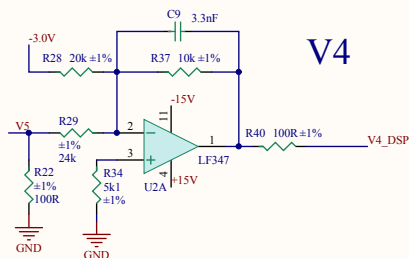 C9 3.3nF
-3.0V
R28 20k ±1%
R37 10k ±1%
V4
-15V
V5
R29
±1%
24k
2
11
1
R40 100R ±1%
V4_DSP
3
LF347
R22
±1%
100R
R34
5k1
±1%
4
+15V
U2A
GND
GND